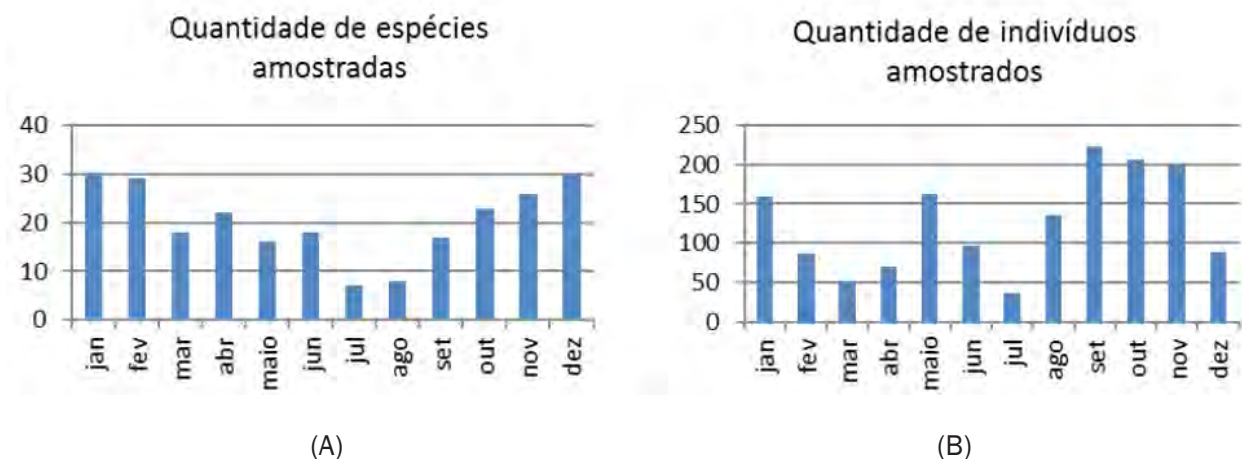 Quantidade de espécies
amostradas
40
30
20
10
0
jan
fev
mar
abr
maio
jun
jul
ago
set
out
nov
dez
(A)
Quantidade de indivíduos
amostrados
250
200
150
100
50
0
jan
fev
mar
abr
maio
jun
jul
ago
set
out
nov
dez
(B)